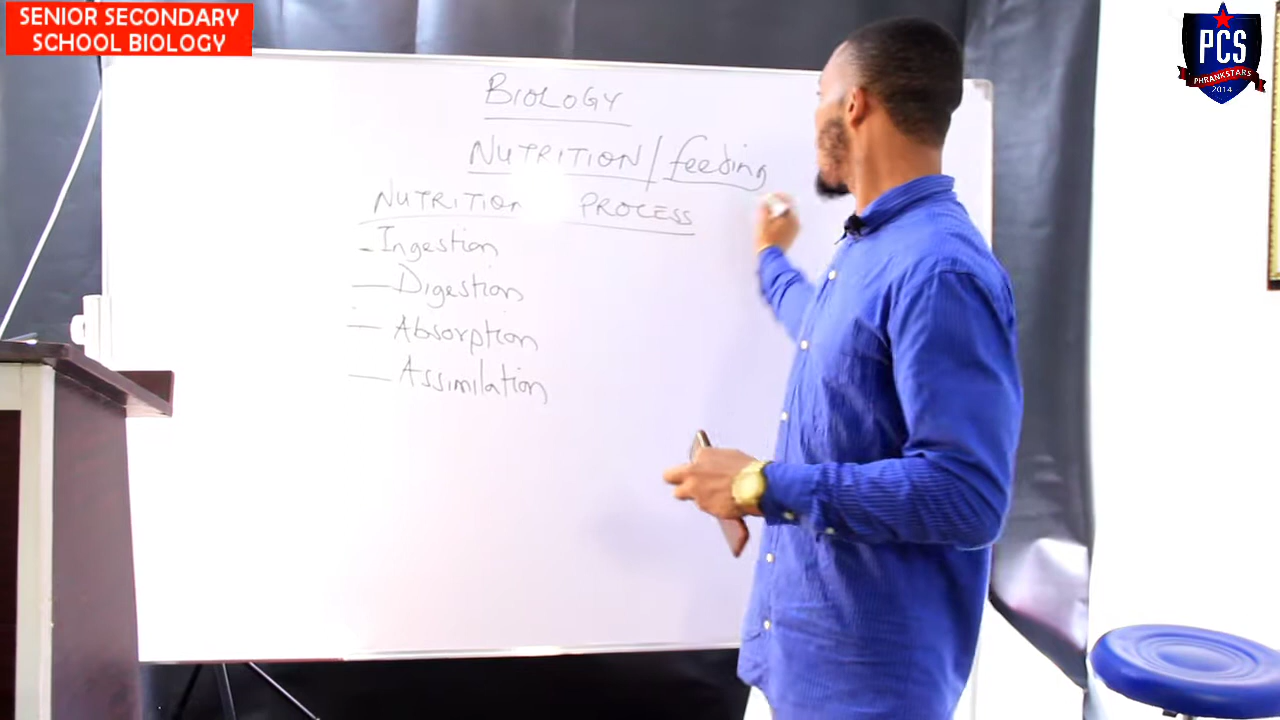 SENIOR SECONDARY
SCHOOL BIOLOGY
PCS
PHRANKSTARS
2014
BIOLOGY
NUTRITION/feeding
NUTRITION PROCESS
- Ingestion
— Digestion
— Absorption
— Assimilation